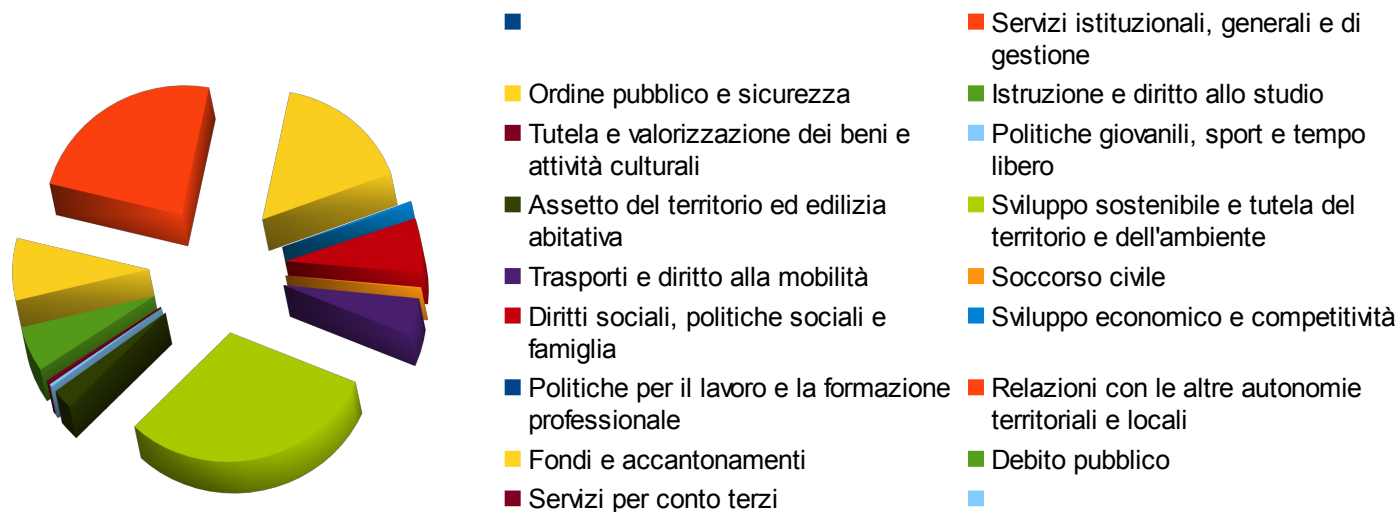 Servizi istituzionali, generali e di
gestione
Ordine pubblico e sicurezza
Istruzione e diritto allo studio
Tutela e valorizzazione dei beni e
attività culturali
Politiche giovanili, sport e tempo
libero
Assetto del territorio ed edilizia
abitativa
Sviluppo sostenibile e tutela del
territorio e dell'ambiente
Trasporti e diritto alla mobilità
Soccorso civile
Diritti sociali, politiche sociali e
famiglia
Sviluppo economico e competitività
Politiche per il lavoro e la formazione
professionale
Relazioni con le altre autonomie
territoriali e locali
Fondi e accantonamenti
Debito pubblico
Servizi per conto terzi